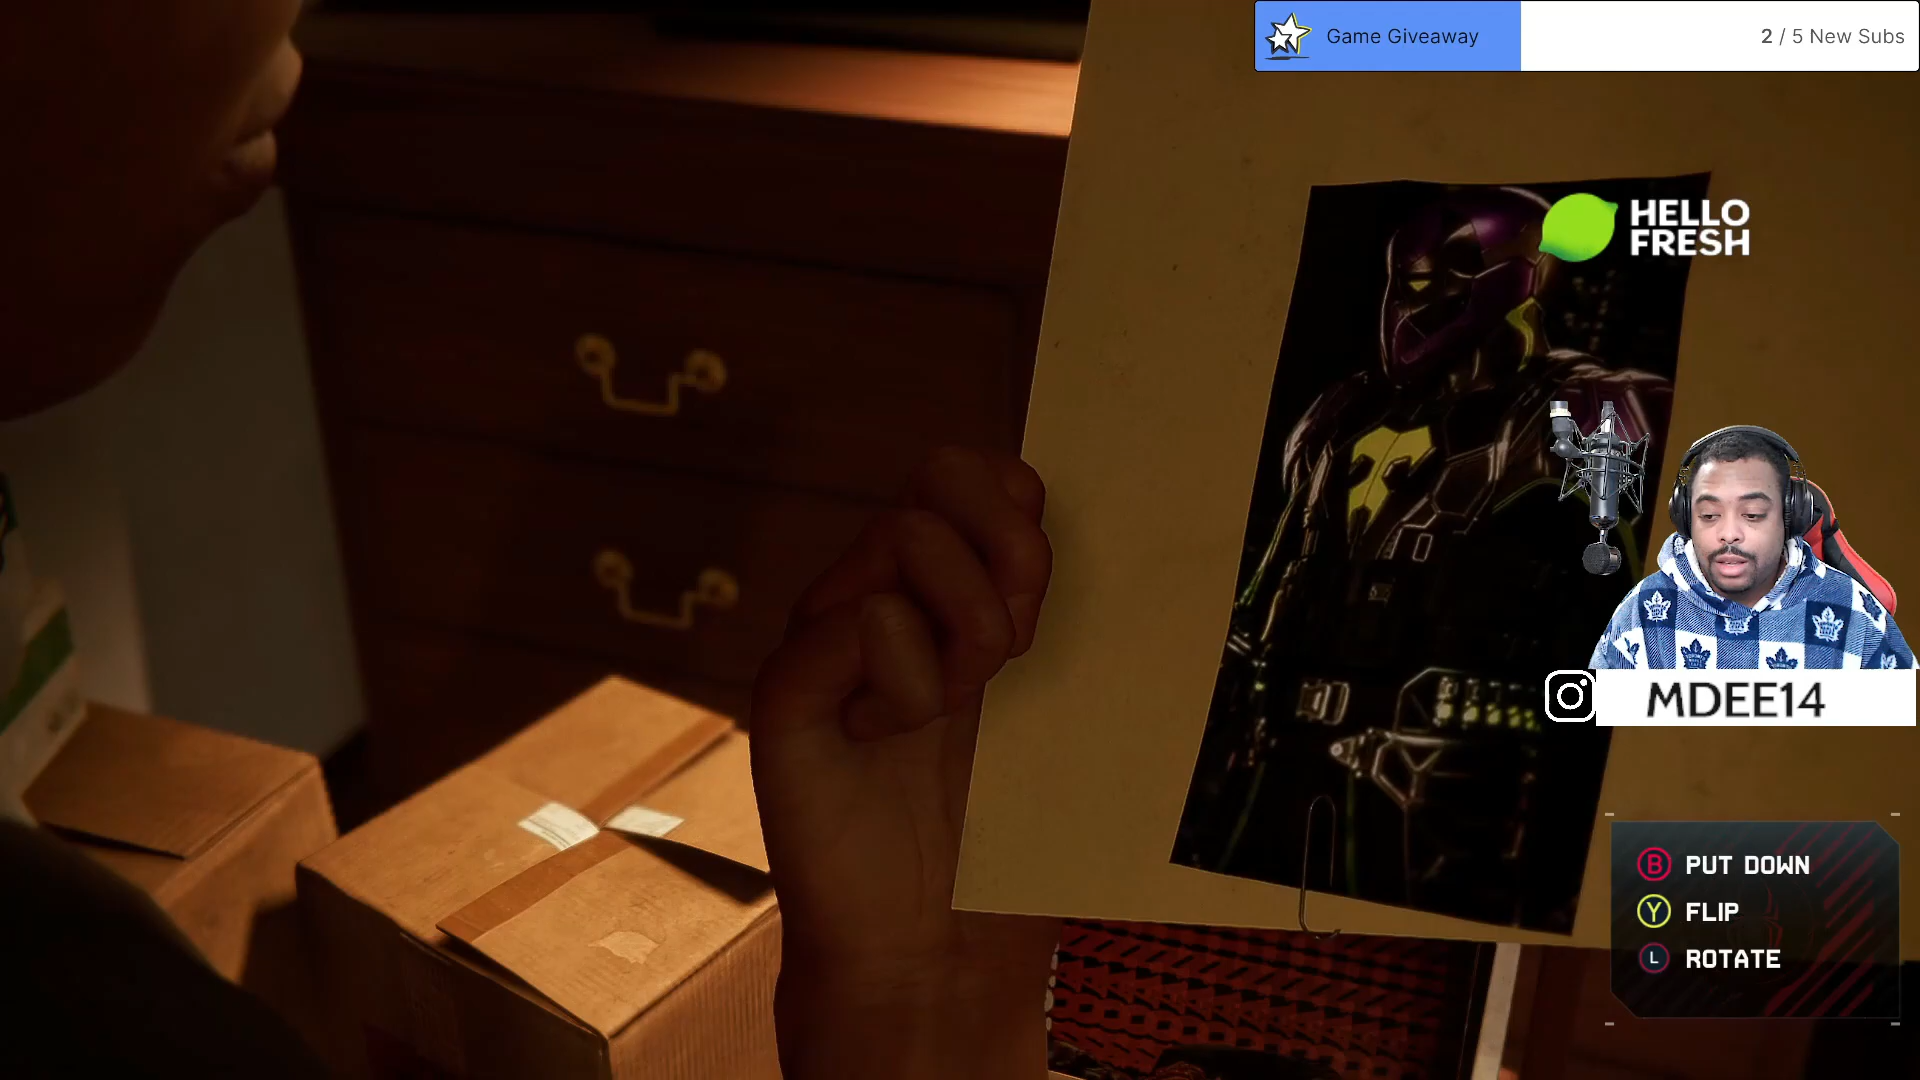 Game Giveaway
2 / 5 New Subs
HELLO
FRESH
MDEE14
B PUT DOWN
Y FLIP
L ROTATE